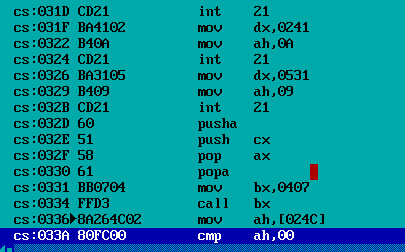 cs:031D CD21 int 21
cs:031F BA4102 mov dx,0241
cs:0322 B40A mov ah,0A
cs:0324 CD21 int 21
cs:0326 BA3105 mov dx,0531
cs:0329 B409 mov ah,09
cs:032B CD21 int 21
cs:032D 60 pusha
cs:032E 51 push cx
cs:032F 58 pop ax
cs:0330 61 popa
cs:0331 BB0704 mov bx,0407
cs:0334 FFD3 call bx
cs:0336►8A264C02 mov ah,[024C]
cs:033A 80FC00 cmp ah,00